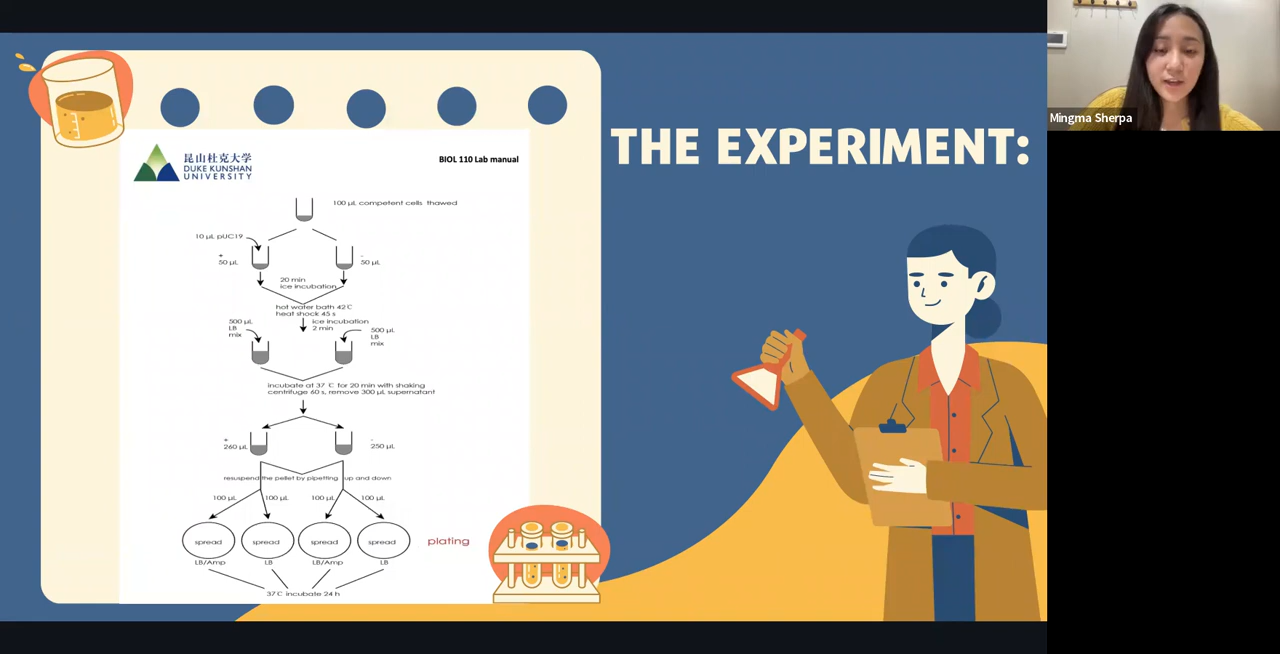 Mingma Sherpa
THE EXPERIMENT:
昆山杜克大学
DUKE KUNSHAN
UNIVERSITY
BIOL 110 Lab manual
100 µL competent cells thawed
10 µL pUC19
+
50 µL
-
50 µL
20 min
ice incubation
hot water bath 42˚C
heat shock 45 s
ice incubation
2 min
500 µL
LB
mix
500 µL
LB
mix
incubate at 37 ˚C for 20 min with shaking
centrifuge 60 s, remove 300 µL supernatant
+
260 µL
-
250 µL
resuspend the pellet by pipetting up and down
100 µL
100 µL
100 µL
100 µL
spread
spread
spread
spread
plating
LB/Amp
LB
LB/Amp
LB
37˚C incubate 24 h